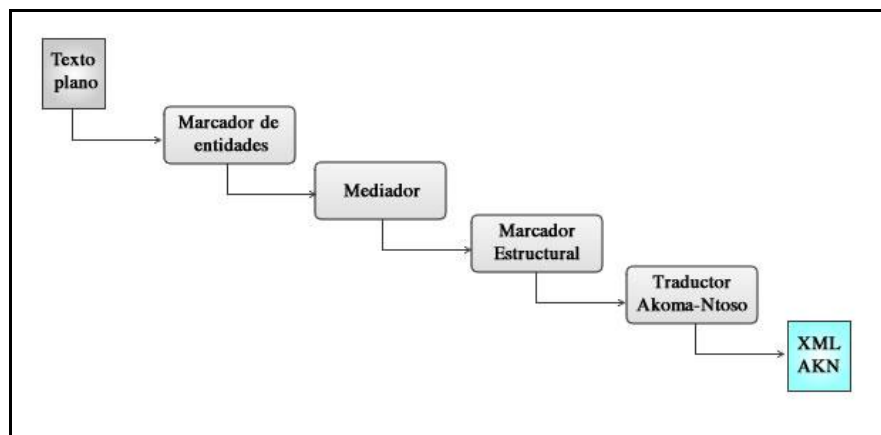 Texto
plano
Marcador de
entidades
Mediador
Marcador
Estructural
Traductor
Akoma-Ntoso
XML
AKN